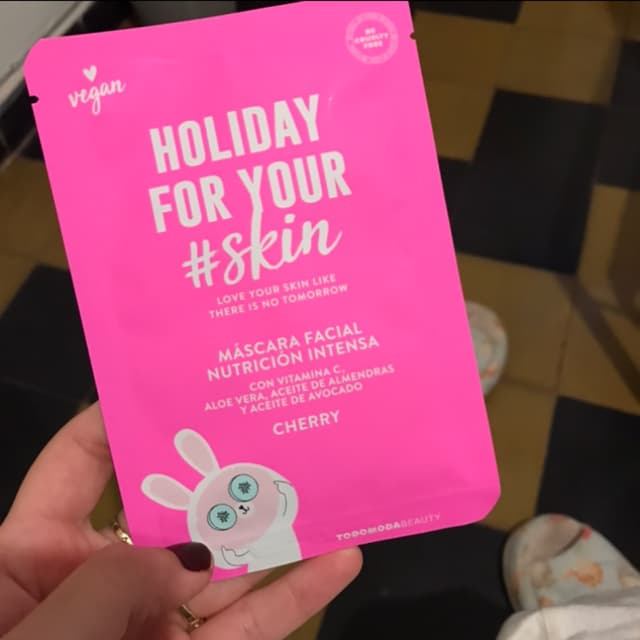 vegan
BE
CRUELTY
FREE
HOLIDAY
FOR YOUR
#skin
LOVE YOUR SKIN LIKE
THERE IS NO TOMORROW
MÁSCARA FACIAL
NUTRICIÓN INTENSA
CON VITAMINA C,
ALOE VERA, ACEITE DE ALMENDRAS
Y ACEITE DE AVOCADO
CHERRY
TODOMODABEAUTY